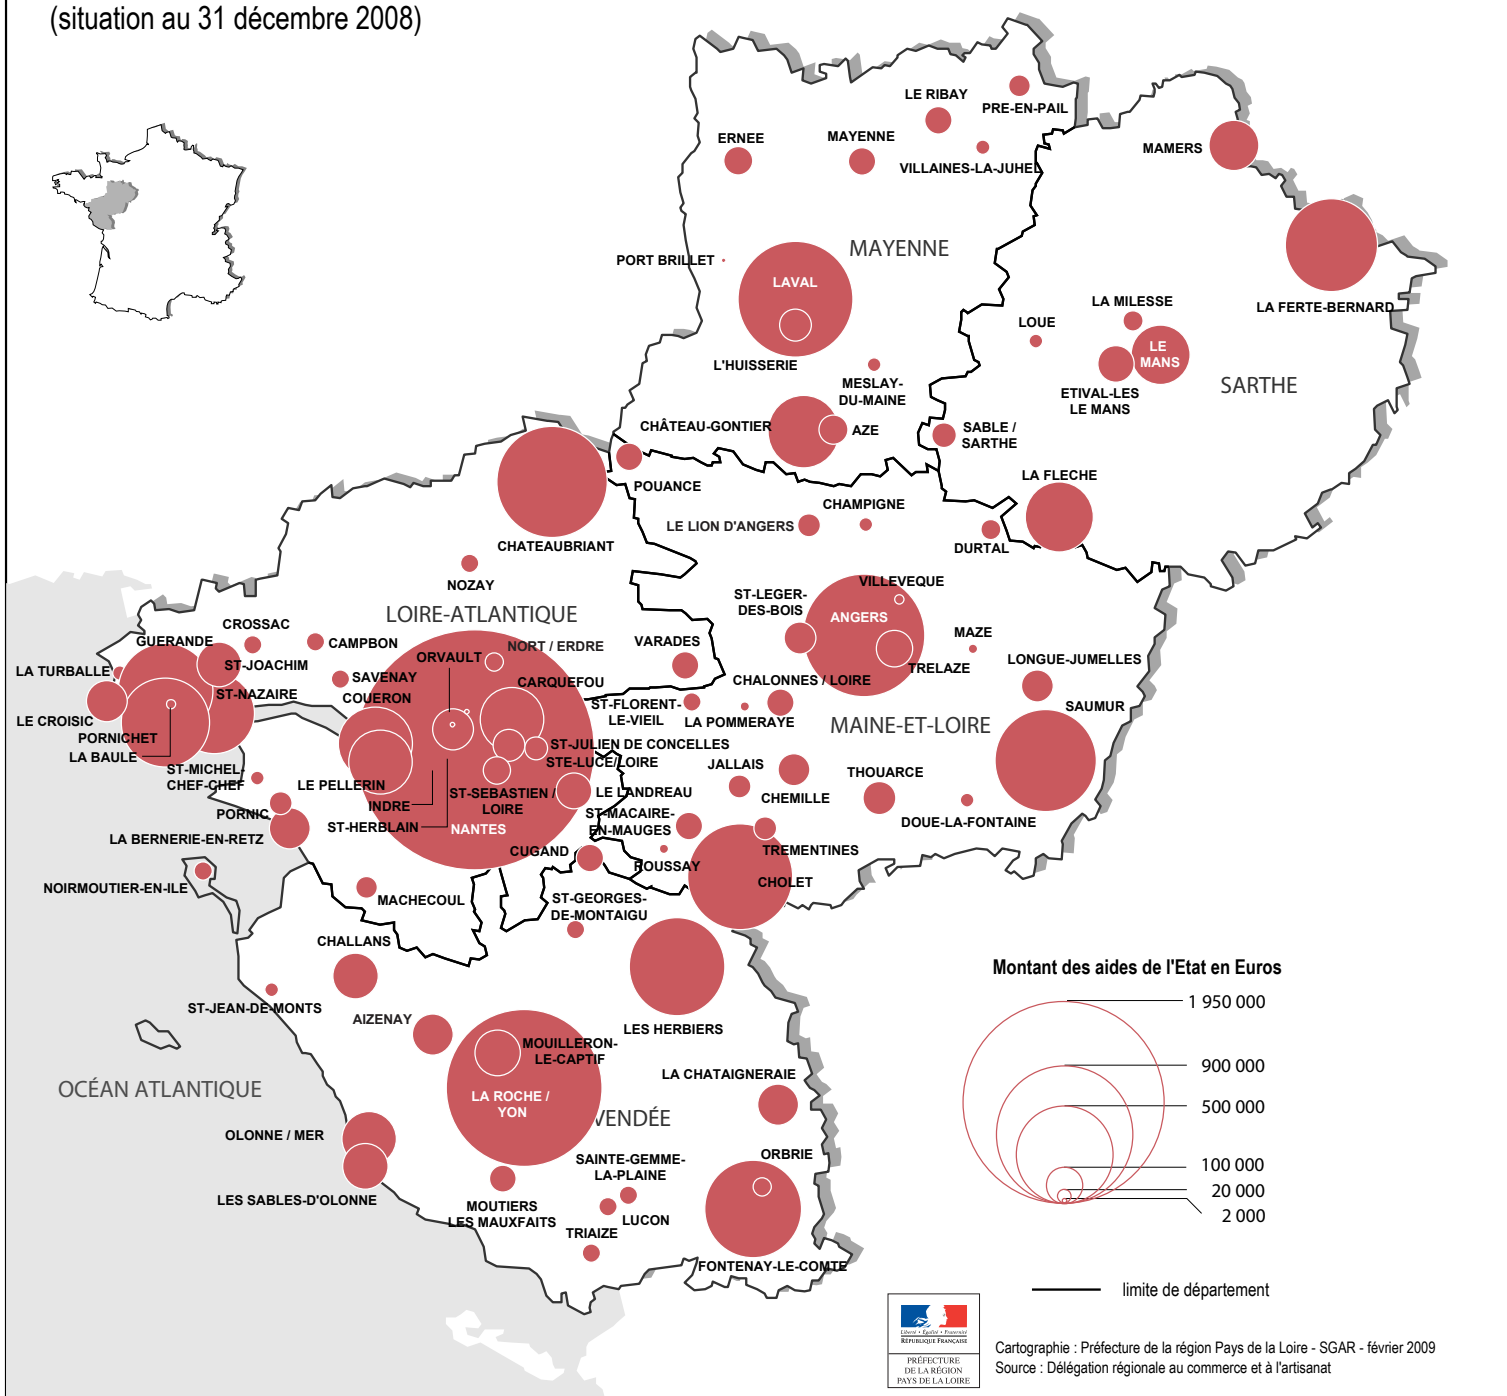 (situation au 31 décembre 2008)
LE RIBAY
PRE-EN-PAIL
ERNEE
MAYENNE
VILLAINES-LA-JUHEL
MAMERS
MAYENNE
PORT BRILLET
LAVAL
L'HUISSERIE
LA FERTE-BERNARD
LA MILESSE
LOUE
LE
MANS
ETIVAL-LES
LE MANS
SARTHE
MESLAY-
DU-MAINE
CHÂTEAU-GONTIER
AZE
SABLE /
SARTHE
LA FLECHE
POUANCE
CHAMPIGNE
LE LION D'ANGERS
DURTAL
CHATEAUBRIANT
NOZAY
VILLEVEQUE
ST-LEGER-
DES-BOIS
ANGERS
MAZE
TRELAZE
LONGUE-JUMELLES
LOIRE-ATLANTIQUE
CROSSAC
GUERANDE
CAMPBON
ORVAULT
NORT / ERDRE
VARADES
LA TURBALLE
ST-JOACHIM
SAVENAY
CARQUEFOU
CHALONNES / LOIRE
ST-NAZAIRE
COUERON
ST-FLORENT-
LE-VIEIL
LA POMMERAYE
MAINE-ET-LOIRE
SAUMUR
LE CROISIC
PORNICHET
LA BAULE
ST-JULIEN DE CONCELLES
STE-LUCE/LOIRE
JALLAIS
CHEMILLE
THOUARCE
ST-MICHEL-
CHEF-CHEF
LE PELLERIN
INDRE
ST-SEBASTIEN /
LOIRE
LE LANDREAU
DOUE-LA-FONTAINE
PORNIC
ST-HERBLAIN
NANTES
ST-MACAIRE-
EN-MAUGES
LA BERNERIE-EN-RETZ
CUGAND
ROUSSAY
TREMENTINES
CHOLET
NOIRMOUTIER-EN-ILE
MACHECOUL
ST-GEORGES-
DE-MONTAIGU
CHALLANS
ST-JEAN-DE-MONTS
AIZENAY
LES HERBIERS
MOUILLERON-
LE-CAPTIF
LA CHATAIGNERAIE
OCÉAN ATLANTIQUE
LA ROCHE /
YON
VENDÉE
OLONNE / MER
ORBRIE
SAINTE-GEMME-
LA-PLAINE
LES SABLES-D'OLONNE
MOUTIERS
LES MAUXFAITS
LUCON
TRIAIZE
FONTENAY-LE-COMTE
Montant des aides de l'Etat en Euros
1 950 000
900 000
500 000
100 000
20 000
2 000
limite de département
Liberté • Égalité • Fraternité
RÉPUBLIQUE FRANÇAISE
PRÉFECTURE
DE LA RÉGION
PAYS DE LA LOIRE
Cartographie : Préfecture de la région Pays de la Loire - SGAR - février 2009
Source : Délégation régionale au commerce et à l'artisanat